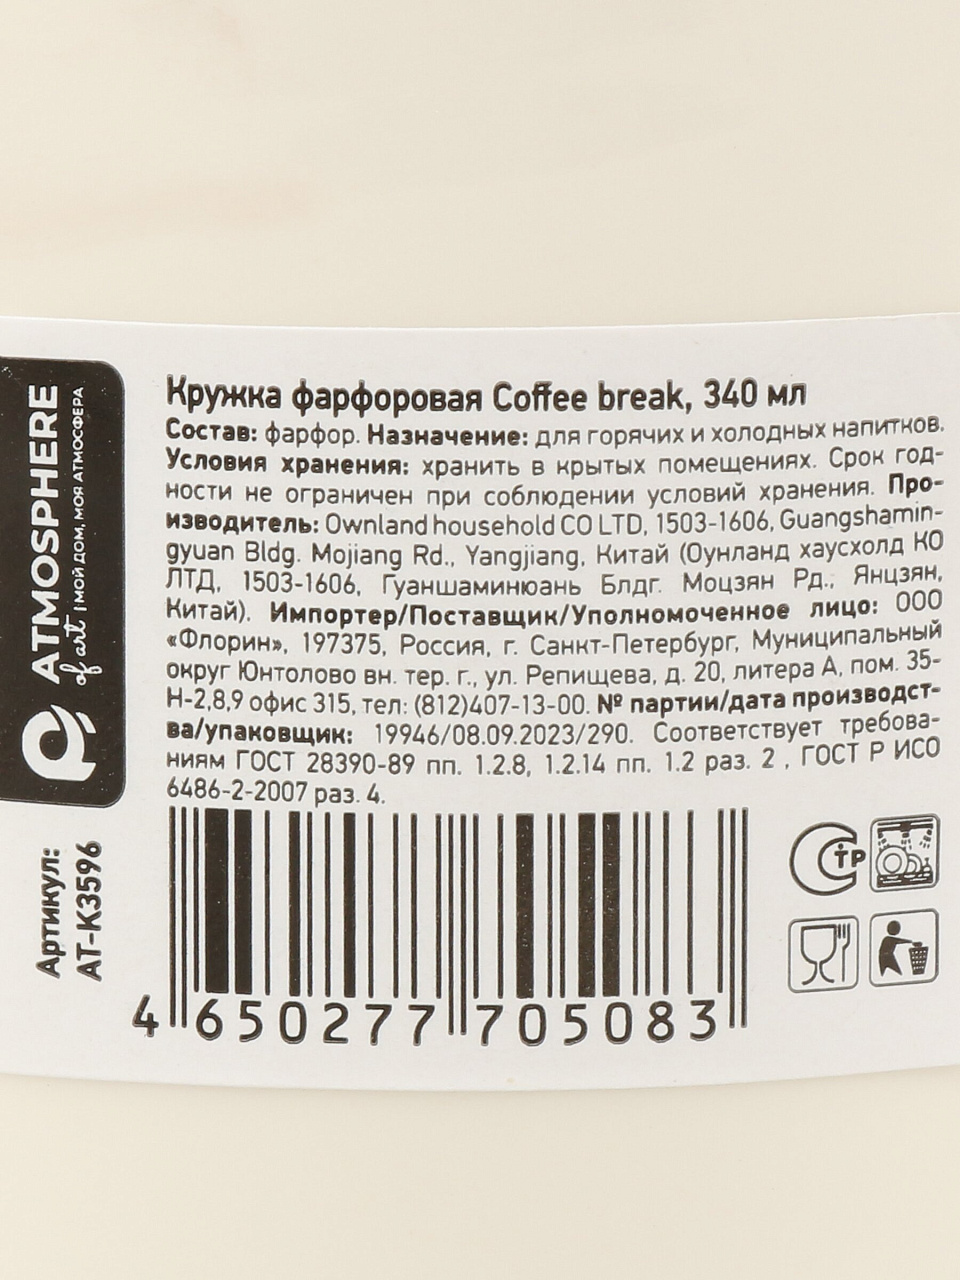 Кружка фарфоровая Coffee break, 340 мл
Состав: фарфор. Назначение: для горячих и холодных напитков.
Условия хранения: хранить в крытых помещениях. Срок год-
ности не ограничен при соблюдении условий хранения. Про-
изводитель: Ownland household CO LTD, 1503-1606, Guangshamin-
gyuan Bldg. Mojiang Rd., Yangjiang, Китай (Оунланд хаусхолд КО
ЛТД, 1503-1606, Гуаншаминюань Блдг. Моцзян Рд., Янцзян,
Китай). Импортер/Поставщик/Уполномоченное лицо: ООО
«Флорин», 197375, Россия, г. Санкт-Петербург, Муниципальный
округ Юнтолово вн. тер. г., ул. Репищева, д. 20, литера А, пом. 35-
Н-2,8,9 офис 315, тел: (812)407-13-00. № партии/дата производст-
ва/упаковщик: 19946/08.09.2023/290. Соответствует требова-
ниям ГОСТ 28390-89 пп. 1.2.8, 1.2.14 пп. 1.2 раз. 2 , ГОСТ Р ИСО
6486-2-2007 раз. 4.
ATMOSPHERE
of art | МОЙ ДОМ, МОЯ АТМОСФЕРА
Артикул:
AT-K3596
4 650277 705083
СТР